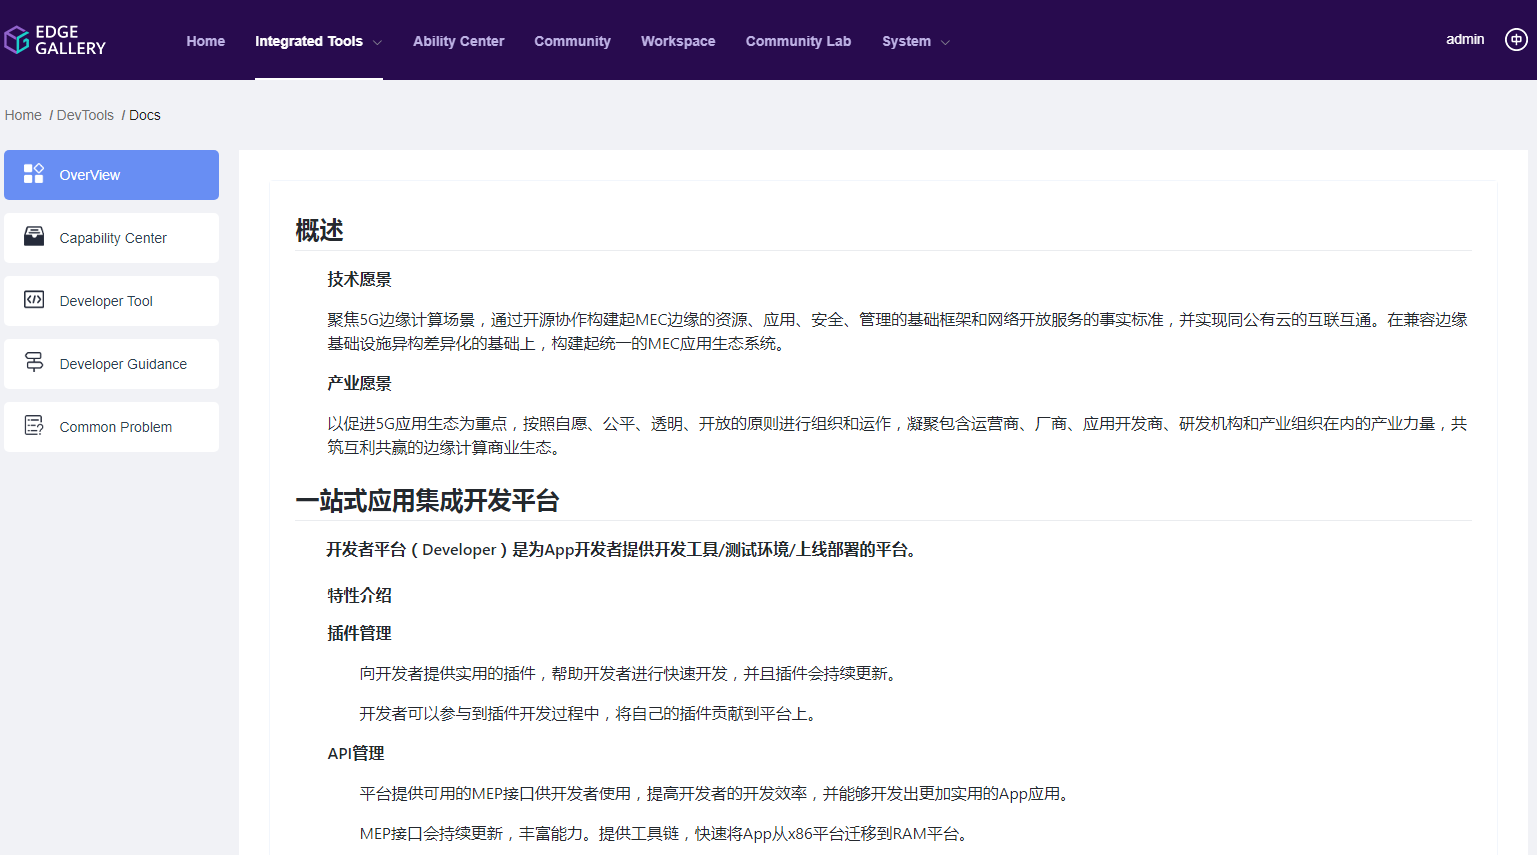 EDGE
GALLERY
Home
Integrated Tools
Ability Center
Community
Workspace
Community Lab
System
admin
中
Home / DevTools / Docs
OverView
Capability Center
Developer Tool
Developer Guidance
Common Problem
概述
技术愿景
聚焦5G边缘计算场景，通过开源协作构建起MEC边缘的资源、应用、安全、管理的基础框架和网络开放服务的事实标准，并实现同公有云的互联互通。在兼容边缘
基础设施异构差异化的基础上，构建起统一的MEC应用生态系统。
产业愿景
以促进5G应用生态为重点，按照自愿、公平、透明、开放的原则进行组织和运作，凝聚包含运营商、厂商、应用开发商、研发机构和产业组织在内的产业力量，共
筑互利共赢的边缘计算商业生态。
一站式应用集成开发平台
开发者平台（Developer）是为App开发者提供开发工具/测试环境/上线部署的平台。
特性介绍
插件管理
向开发者提供实用的插件，帮助开发者进行快速开发，并且插件会持续更新。
开发者可以参与到插件开发过程中，将自己的插件贡献到平台上。
API管理
平台提供可用的MEP接口供开发者使用，提高开发者的开发效率，并能够开发出更加实用的App应用。
MEP接口会持续更新，丰富能力。提供工具链，快速将App从x86平台迁移到RAM平台。